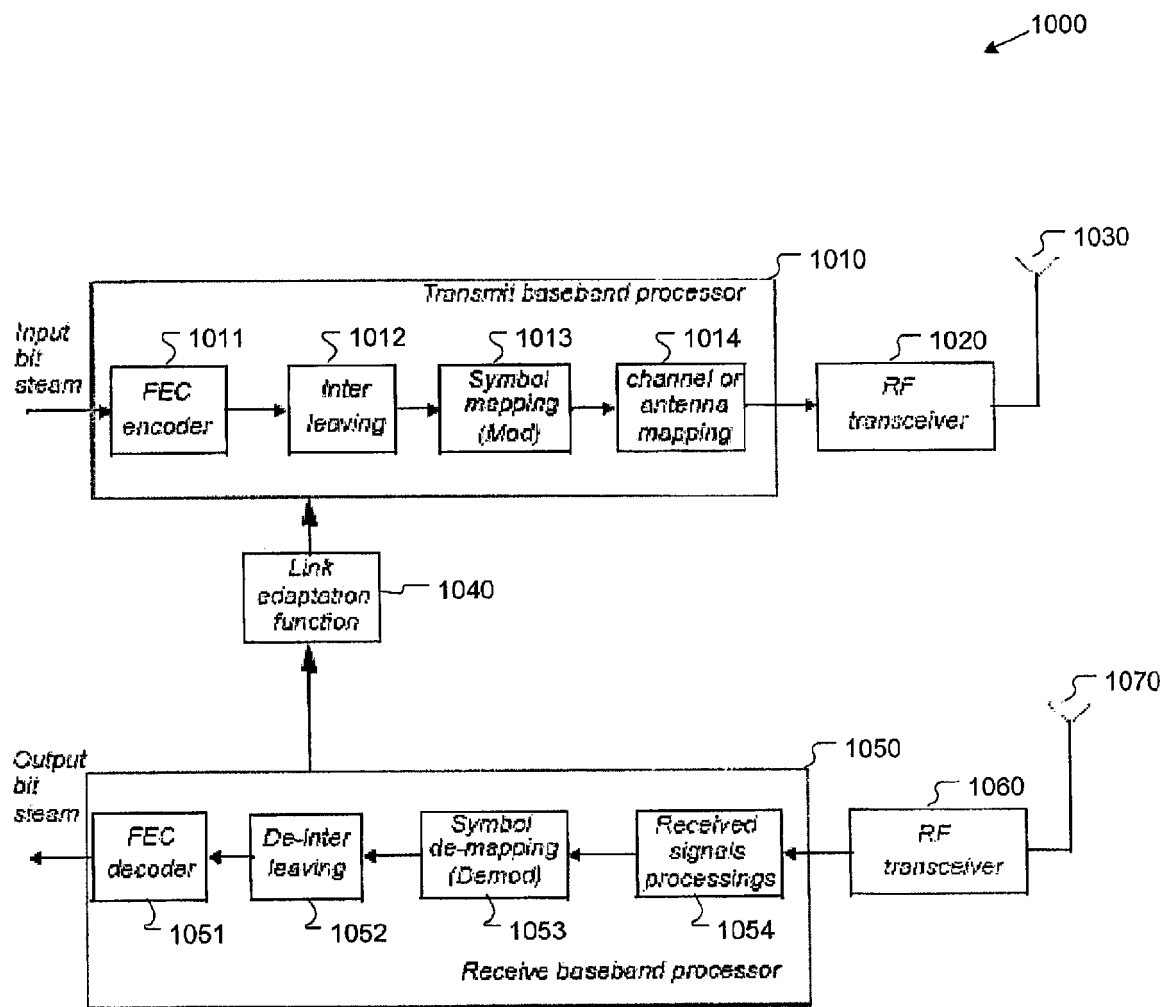 1000
1010
1030
Transmit baseband processor
Input
bit
steam
1011
1012
1013
1014
1020
FEC
encoder
Inter
leaving
Symbol
mapping
(Mod)
channel or
antenna
mapping
RF
transceiver
Link
adaptation
function
1040
1070
1050
1060
Output
bit
steam
FEC
decoder
De-inter
leaving
Symbol
de-mapping
(Demod)
Received
signals
processings
RF
transceiver
1051
1052
1053
1054
Receive baseband processor